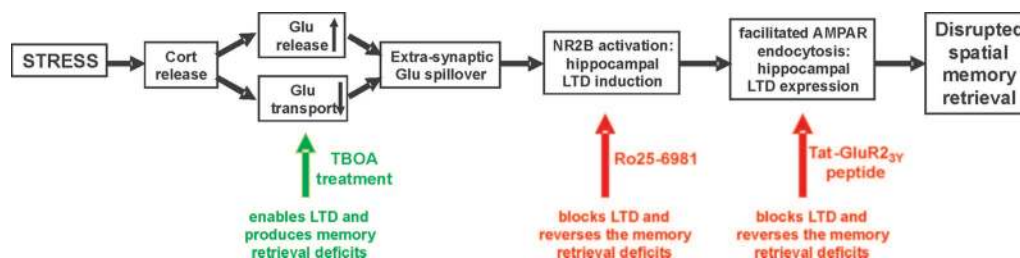 STRESS
Cort
release
Glu
release
Glu
transport
Extra-synaptic
Glu spillover
NR2B activation:
hippocampal
LTD induction
facilitated AMPAR
endocytosis:
hippocampal
LTD expression
Disrupted
spatial
memory
retrieval
TBOA
treatment
enables LTD and
produces memory
retrieval deficits
Ro25-6981
blocks LTD and
reverses the memory
retrieval deficits
Tat-GluR23Y
peptide
blocks LTD and
reverses the memory
retrieval deficits